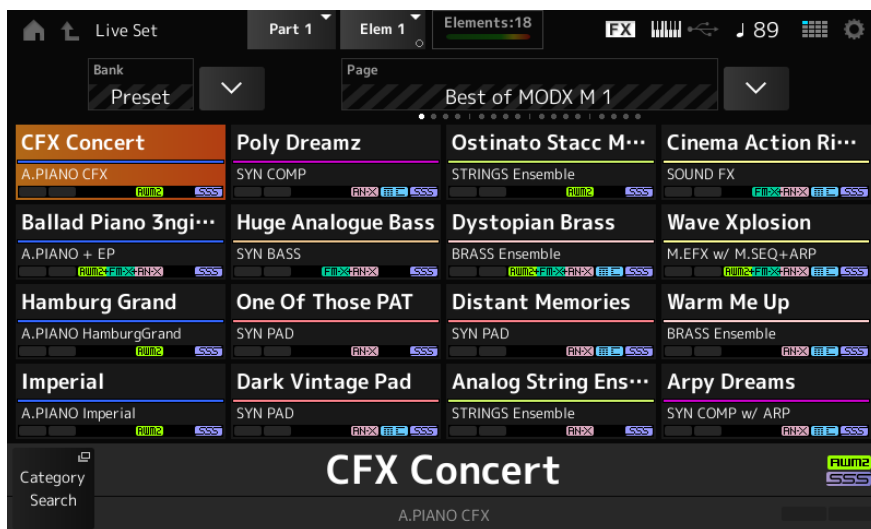 Live Set
Part 1
Elem 1
Elements:18
FX
♩ 89
Bank
Preset
Page
Best of MODX M 1
CFX Concert
A.PIANO CFX
AWM2 SSS
Poly Dreamz
SYN COMP
AN-X SSS
Ostinato Stacc M···
STRINGS Ensemble
AWM2 SSS
Cinema Action Ri···
SOUND FX
FM-X+AN-X SSS
Ballad Piano 3ngi···
A.PIANO + EP
AWM2+FM-X+AN-X SSS
Huge Analogue Bass
SYN BASS
FM-X+AN-X SSS
Dystopian Brass
BRASS Ensemble
AWM2+FM-X+AN-X SSS
Wave Xplosion
M.EFX w/ M.SEQ+ARP
AWM2+FM-X+AN-X SSS
Hamburg Grand
A.PIANO HamburgGrand
AWM2 SSS
One Of Those PAT
SYN PAD
AN-X SSS
Distant Memories
SYN PAD
AN-X SSS
Warm Me Up
BRASS Ensemble
AN-X SSS
Imperial
A.PIANO Imperial
AWM2 SSS
Dark Vintage Pad
SYN PAD
AN-X SSS
Analog String Ens···
STRINGS Ensemble
AN-X SSS
Arpy Dreams
SYN COMP w/ ARP
AN-X SSS
Category
Search
CFX Concert
AWM2
SSS
A.PIANO CFX